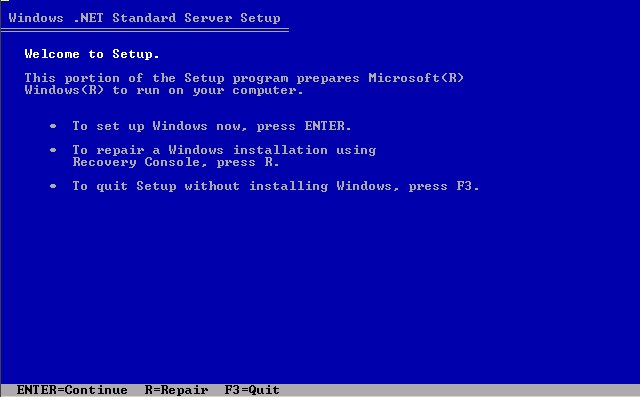 Windows .NET Standard Server Setup
Welcome to Setup.
This portion of the Setup program prepares Microsoft(R)
Windows(R) to run on your computer.
• To set up Windows now, press ENTER.
• To repair a Windows installation using
Recovery Console, press R.
• To quit Setup without installing Windows, press F3.
ENTER=Continue R=Repair F3=Quit